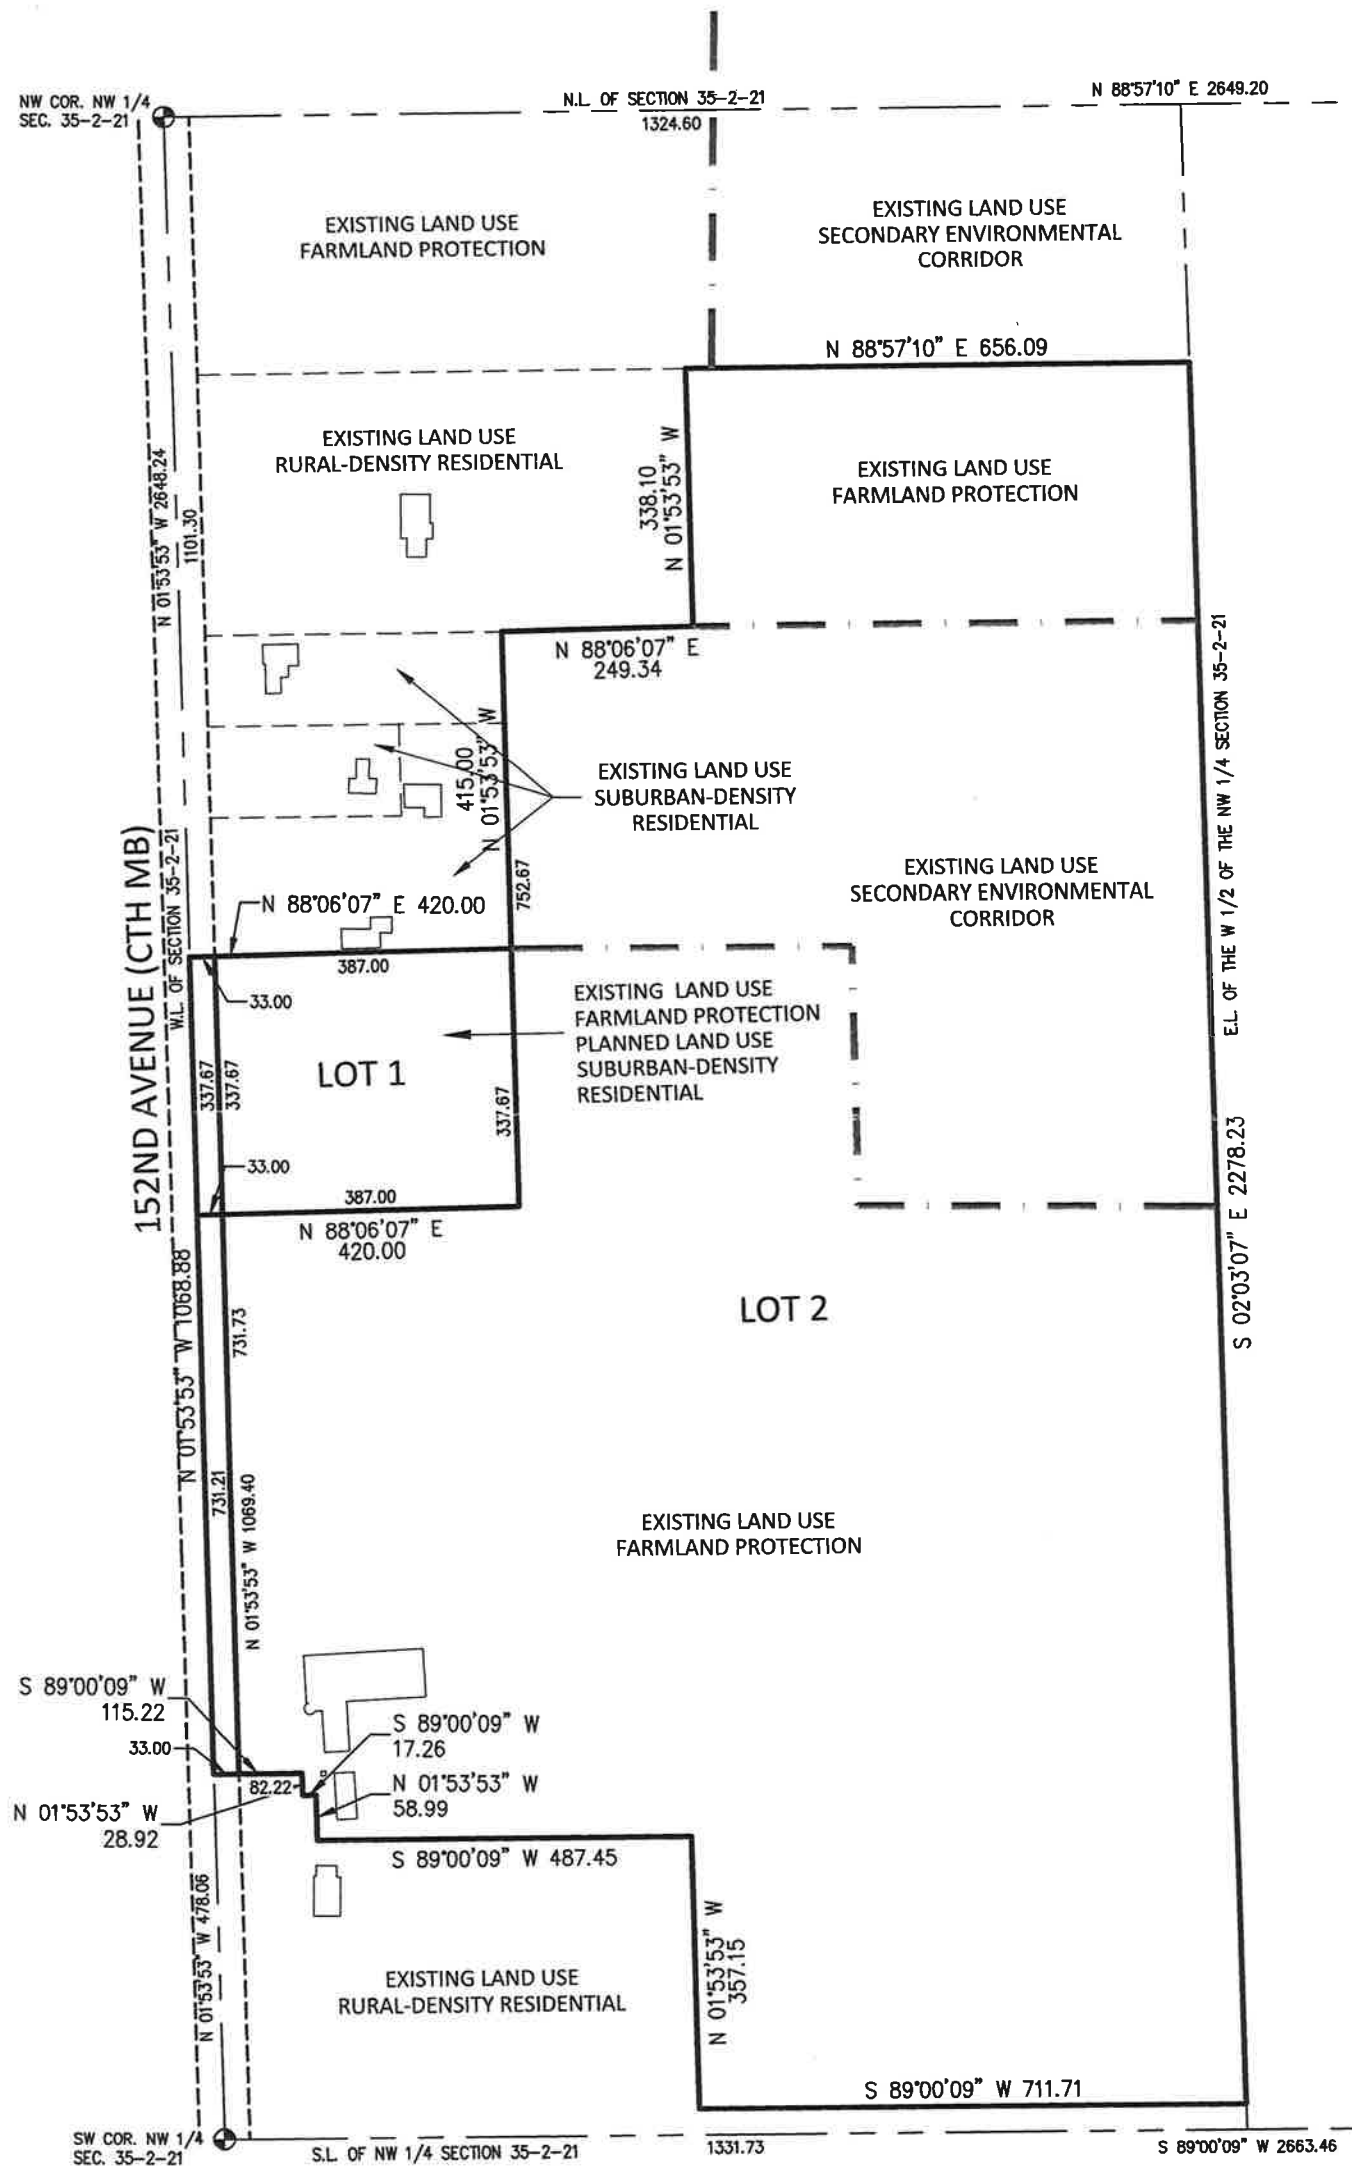 NW COR. NW 1/4
SEC. 35-2-21
N.L. OF SECTION 35-2-21
1324.60
N 88°57'10" E 2649.20
EXISTING LAND USE
FARMLAND PROTECTION
EXISTING LAND USE
SECONDARY ENVIRONMENTAL
CORRIDOR
N 88°57'10" E 656.09
EXISTING LAND USE
RURAL-DENSITY RESIDENTIAL
338.10
N 01°53'53" W
EXISTING LAND USE
FARMLAND PROTECTION
N 01°53'53" W 2648.24
1101.30
N 88°06'07" E
249.34
415.00
N 01°53'53" W
EXISTING LAND USE
SUBURBAN-DENSITY
RESIDENTIAL
752.67
EXISTING LAND USE
SECONDARY ENVIRONMENTAL
CORRIDOR
E.L. OF THE W 1/2 OF THE NW 1/4 SECTION 35-2-21
152ND AVENUE (CTH MB)
W.L. OF SECTION 35-2-21
N 88°06'07" E 420.00
387.00
33.00
EXISTING LAND USE
FARMLAND PROTECTION
PLANNED LAND USE
SUBURBAN-DENSITY
RESIDENTIAL
LOT 1
337.67
337.67
337.67
33.00
387.00
N 88°06'07" E
420.00
S 02°03'07" E 2278.23
LOT 2
N 01°53'53" W 1068.88
731.73
731.21
N 01°53'53" W 1069.40
EXISTING LAND USE
FARMLAND PROTECTION
S 89°00'09" W
115.22
33.00
S 89°00'09" W
17.26
82.22
N 01°53'53" W
58.99
N 01°53'53" W
28.92
S 89°00'09" W 487.45
N 01°53'53" W 478.06
N 01°53'53" W
357.15
EXISTING LAND USE
RURAL-DENSITY RESIDENTIAL
S 89°00'09" W 711.71
SW COR. NW 1/4
SEC. 35-2-21
S.L. OF NW 1/4 SECTION 35-2-21
1331.73
S 89°00'09" W 2663.46